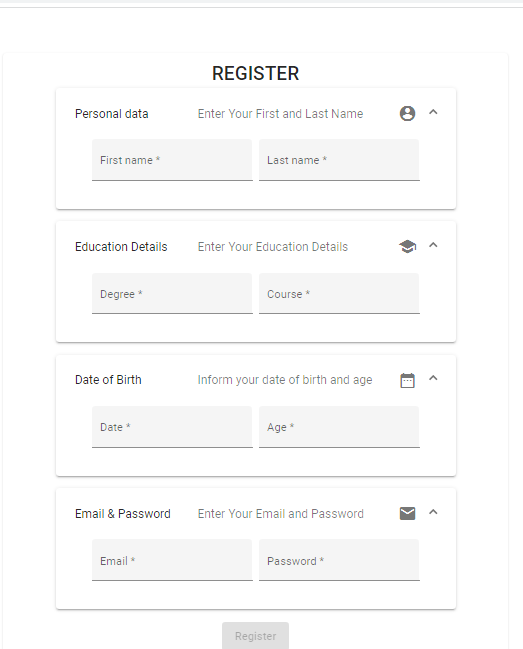 REGISTER
Personal data Enter Your First and Last Name
First name * Last name *
Education Details Enter Your Education Details
Degree * Course *
Date of Birth Inform your date of birth and age
Date * Age *
Email & Password Enter Your Email and Password
Email * Password *
Register